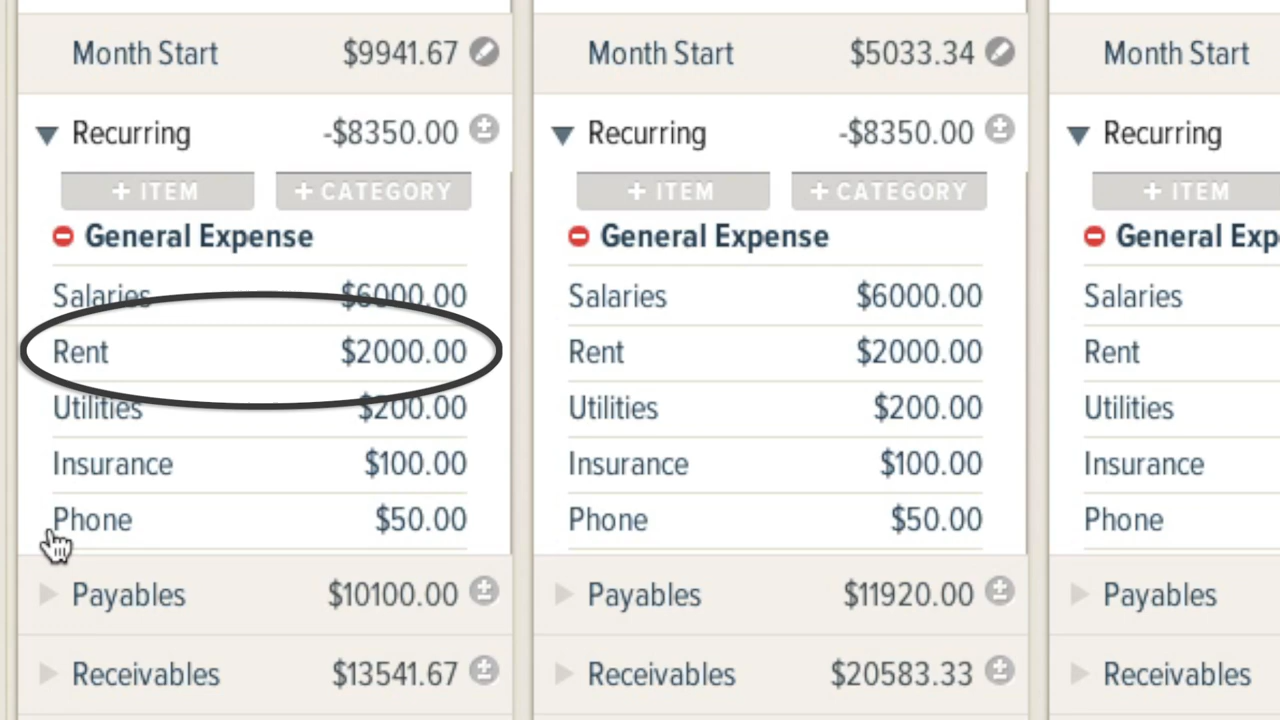 Month Start $9941.67 Month Start $5033.34 Month Start
Recurring -$8350.00 Recurring -$8350.00 Recurring
+ ITEM + CATEGORY + ITEM + CATEGORY + ITEM
General Expense General Expense General Exp
Salaries $6000.00 Salaries $6000.00 Salaries
Rent $2000.00 Rent $2000.00 Rent
Utilities $200.00 Utilities $200.00 Utilities
Insurance $100.00 Insurance $100.00 Insurance
Phone $50.00 Phone $50.00 Phone
Payables $10100.00 Payables $11920.00 Payables
Receivables $13541.67 Receivables $20583.33 Receivables